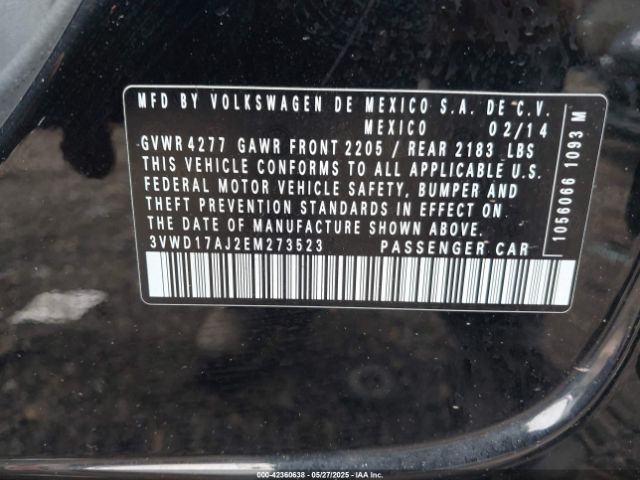 MFD BY VOLKSWAGEN DE MEXICO S.A. DE C.V.
MEXICO 02/14
GVWR 4277 GAWR FRONT 2205 / REAR 2183 LBS
THIS VEHICLE CONFORMS TO ALL APPLICABLE U.S.
FEDERAL MOTOR VEHICLE SAFETY, BUMPER AND
THEFT PREVENTION STANDARDS IN EFFECT ON
THE DATE OF MANUFACTURE SHOWN ABOVE.
3VWD17AJ2EM273523 PASSENGER CAR
1056066 1093 M
000-42360638 - 05/27/2025 - IAA Inc.